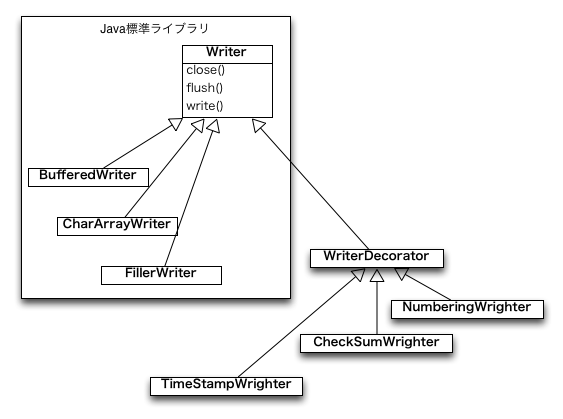 Java標準ライブラリ
Writer
close()
flush()
write()
BufferedWriter
CharArrayWriter
FillerWriter
WriterDecorator
NumberingWrighter
CheckSumWrighter
TimeStampWrighter